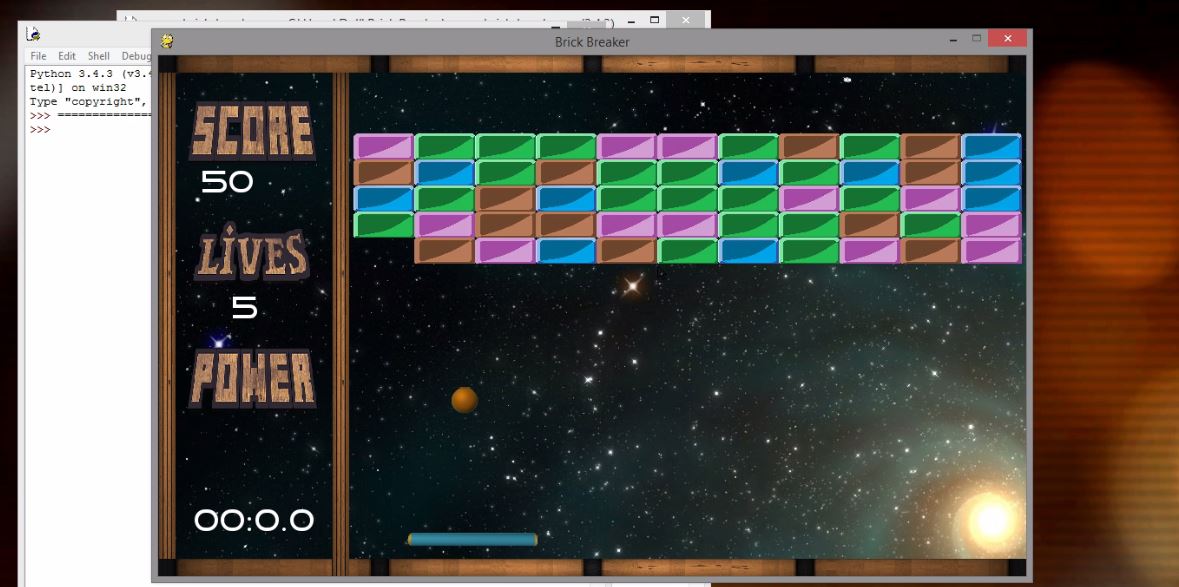 Brick Breaker
File Edit Shell Debug
Python 3.4.3 (v3.4
tel)] on win32
Type "copyright",
>>> ==============
>>>
SCORE
50
LIVES
5
POWER
00:0.0